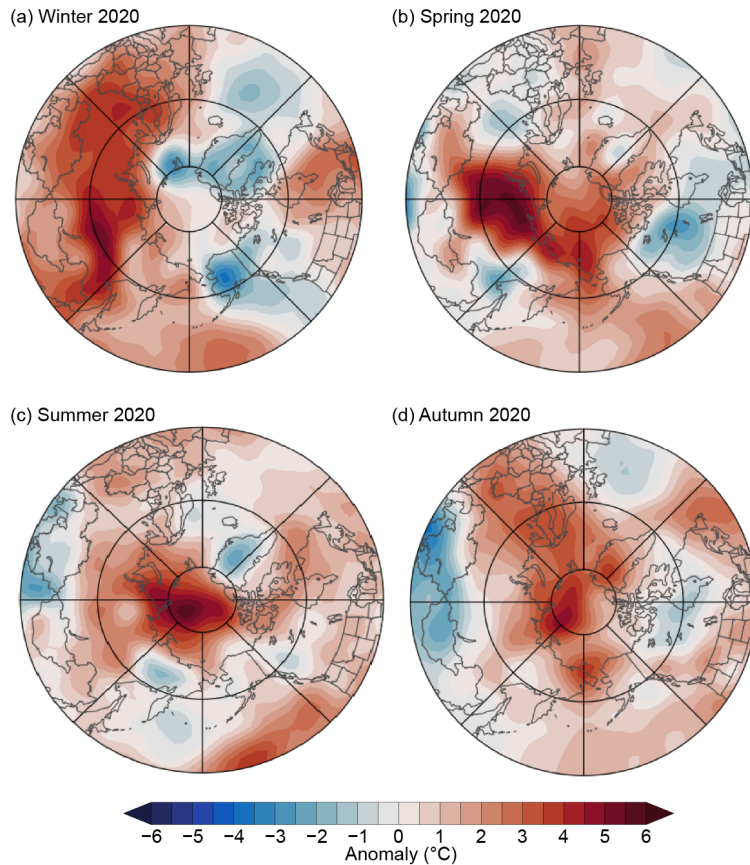 (a) Winter 2020
(b) Spring 2020
(c) Summer 2020
(d) Autumn 2020
−6 −5 −4 −3 −2 −1 0 1 2 3 4 5 6
Anomaly (°C)